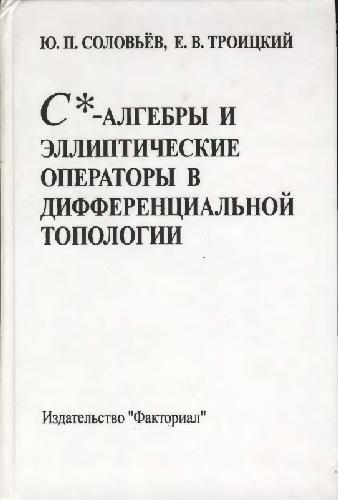 Ю. П. СОЛОВЬЁВ, Е. В. ТРОИЦКИЙ
C*-АЛГЕБРЫ И
ЭЛЛИПТИЧЕСКИЕ
ОПЕРАТОРЫ В
ДИФФЕРЕНЦИАЛЬНОЙ
ТОПОЛОГИИ
Издательство "Факториал"